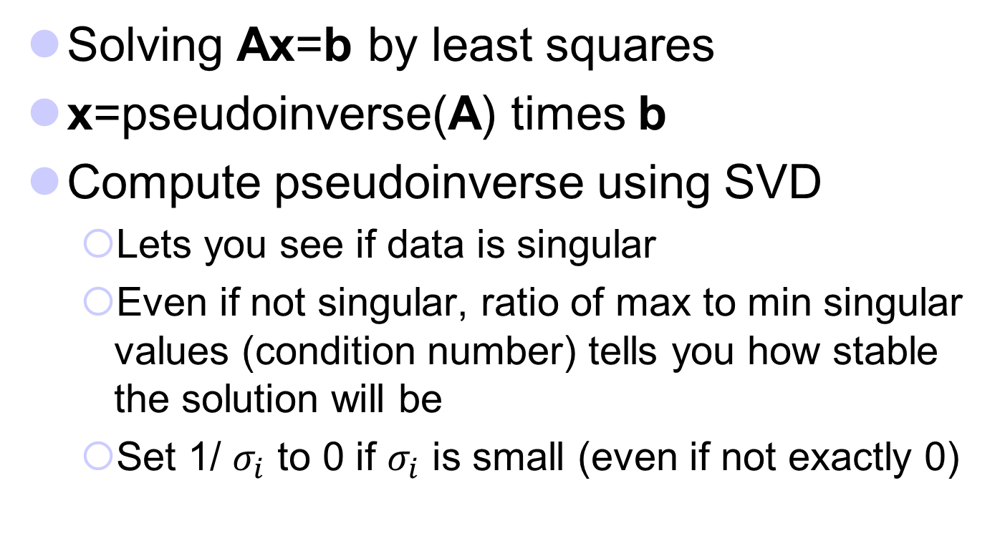 Solving Ax=b by least squares
x=pseudoinverse(A) times b
Compute pseudoinverse using SVD
Lets you see if data is singular
Even if not singular, ratio of max to min singular
values (condition number) tells you how stable
the solution will be
Set 1/ σᵢ to 0 if σᵢ is small (even if not exactly 0)